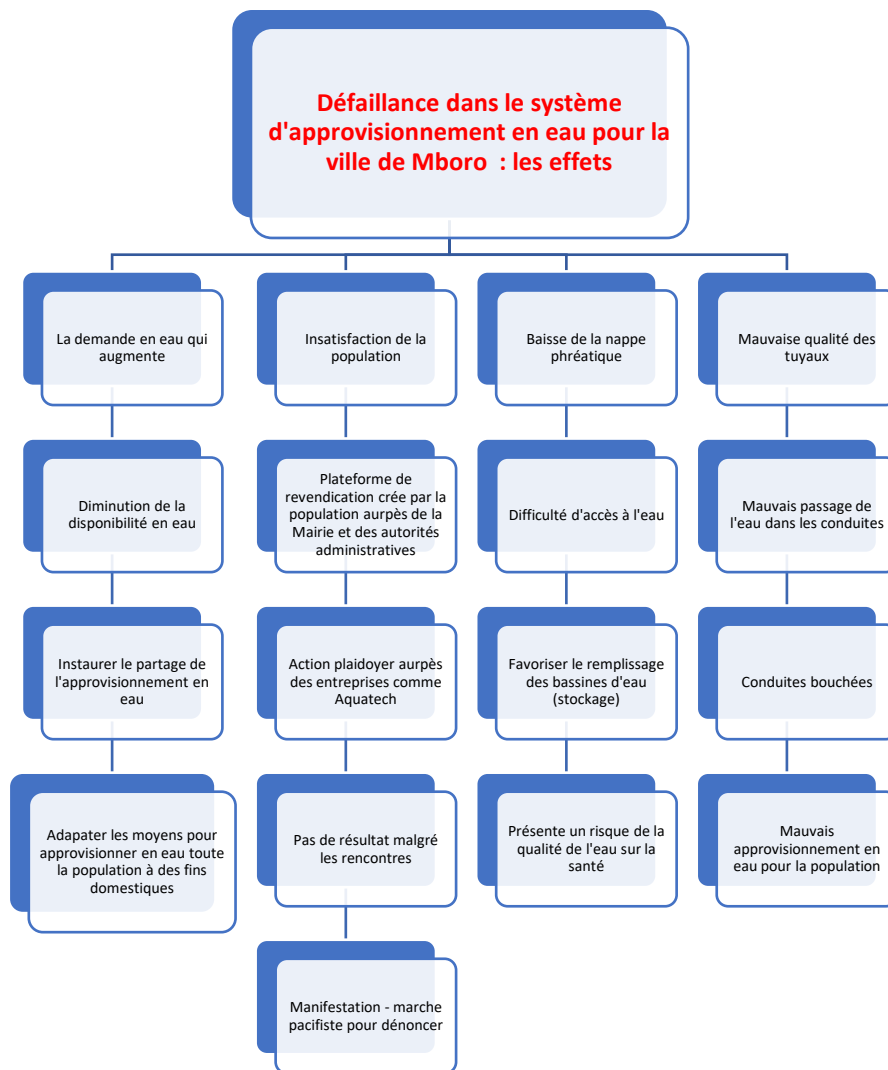 Défaillance dans le système
d'approvisionnement en eau pour la
ville de Mboro : les effets
La demande en eau qui
augmente
Insatisfaction de la
population
Baisse de la nappe
phréatique
Mauvaise qualité des
tuyaux
Diminution de la
disponibilité en eau
Plateforme de
revendication crée par la
population aurpès de la
Mairie et des autorités
administratives
Difficulté d'accès à l'eau
Mauvais passage de
l'eau dans les conduites
Instaurer le partage de
l'approvisionnement en
eau
Action plaidoyer aurpès
des entreprises comme
Aquatech
Favoriser le remplissage
des bassines d'eau
(stockage)
Conduites bouchées
Adapater les moyens pour
approvisionner en eau toute
la population à des fins
domestiques
Pas de résultat malgré
les rencontres
Présente un risque de la
qualité de l'eau sur la
santé
Mauvais
approvisionnement en
eau pour la population
Manifestation - marche
pacifiste pour dénoncer